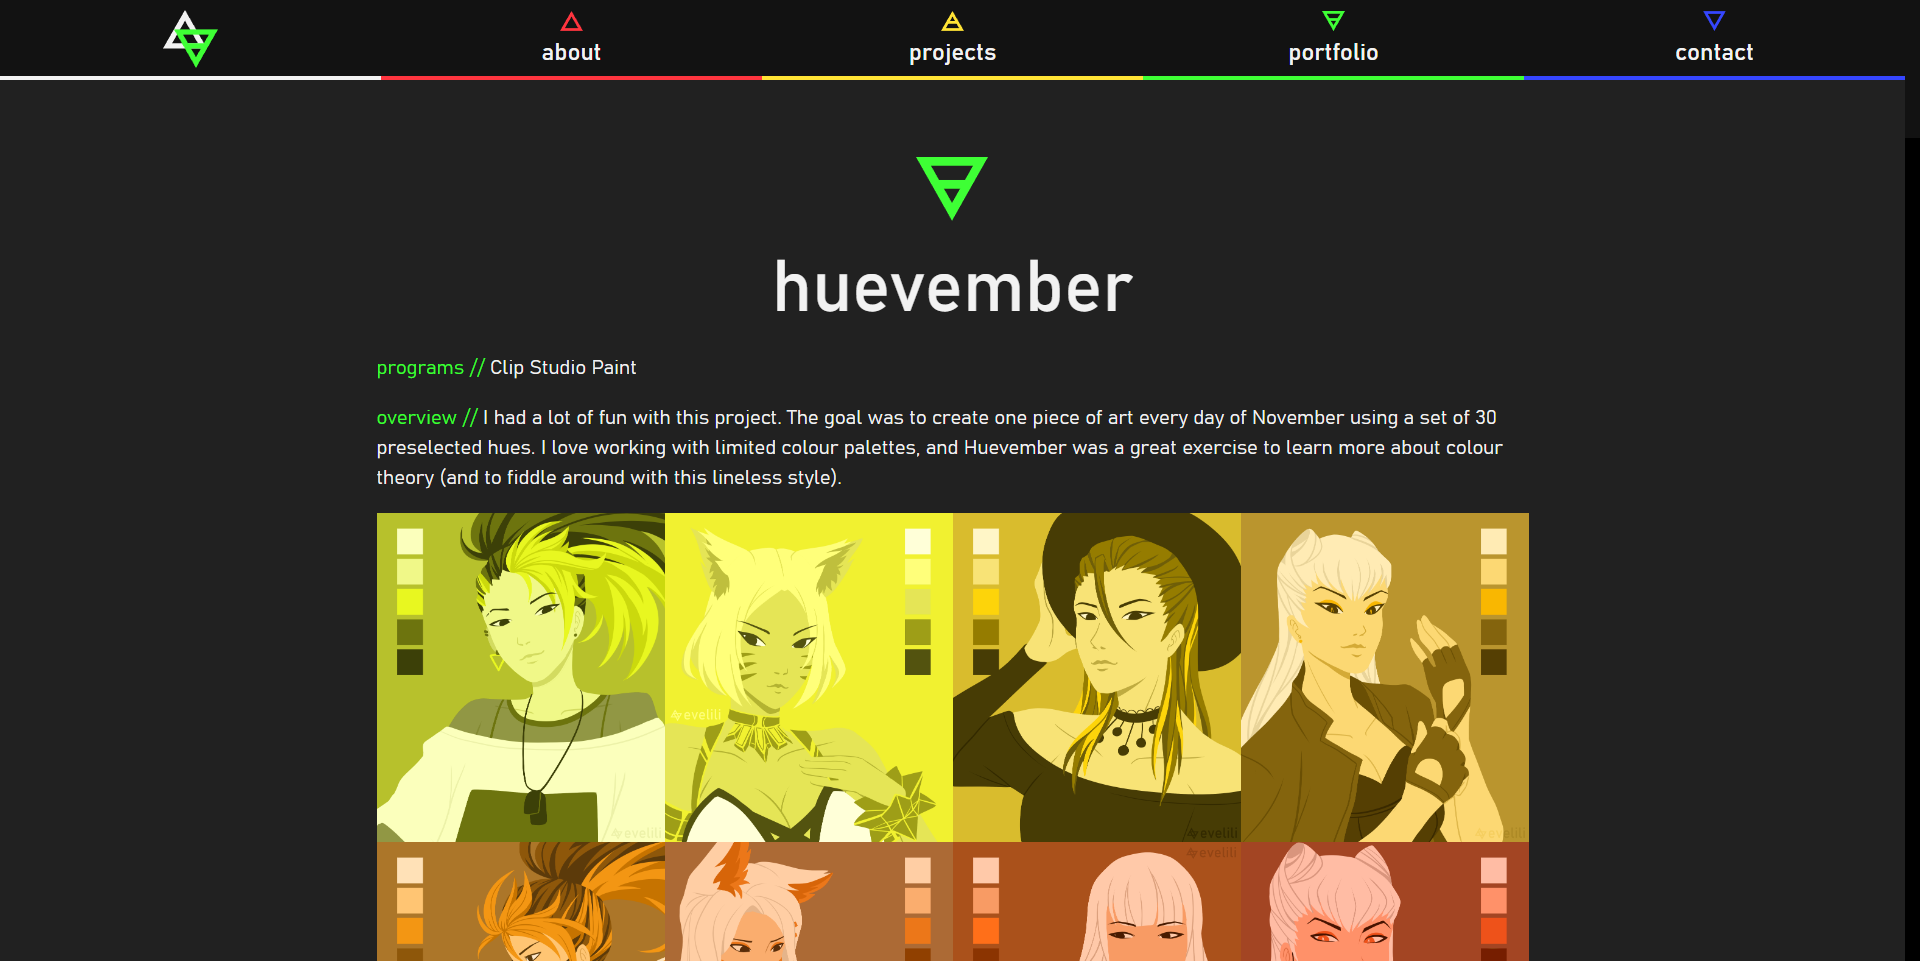 about
projects
portfolio
contact
huevember
programs // Clip Studio Paint
overview // I had a lot of fun with this project. The goal was to create one piece of art every day of November using a set of 30
preselected hues. I love working with limited colour palettes, and Huevember was a great exercise to learn more about colour
theory (and to fiddle around with this lineless style).
evelili
evelili
evelili
evelili
evelili